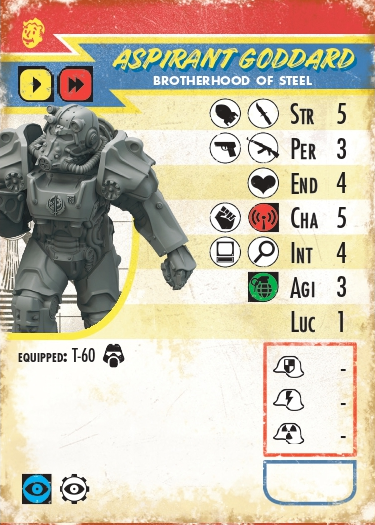 ASPIRANT GODDARD
BROTHERHOOD OF STEEL
STR 5
PER 3
END 4
CHA 5
INT 4
AGI 3
LUC 1
EQUIPPED: T-60
-
-
-